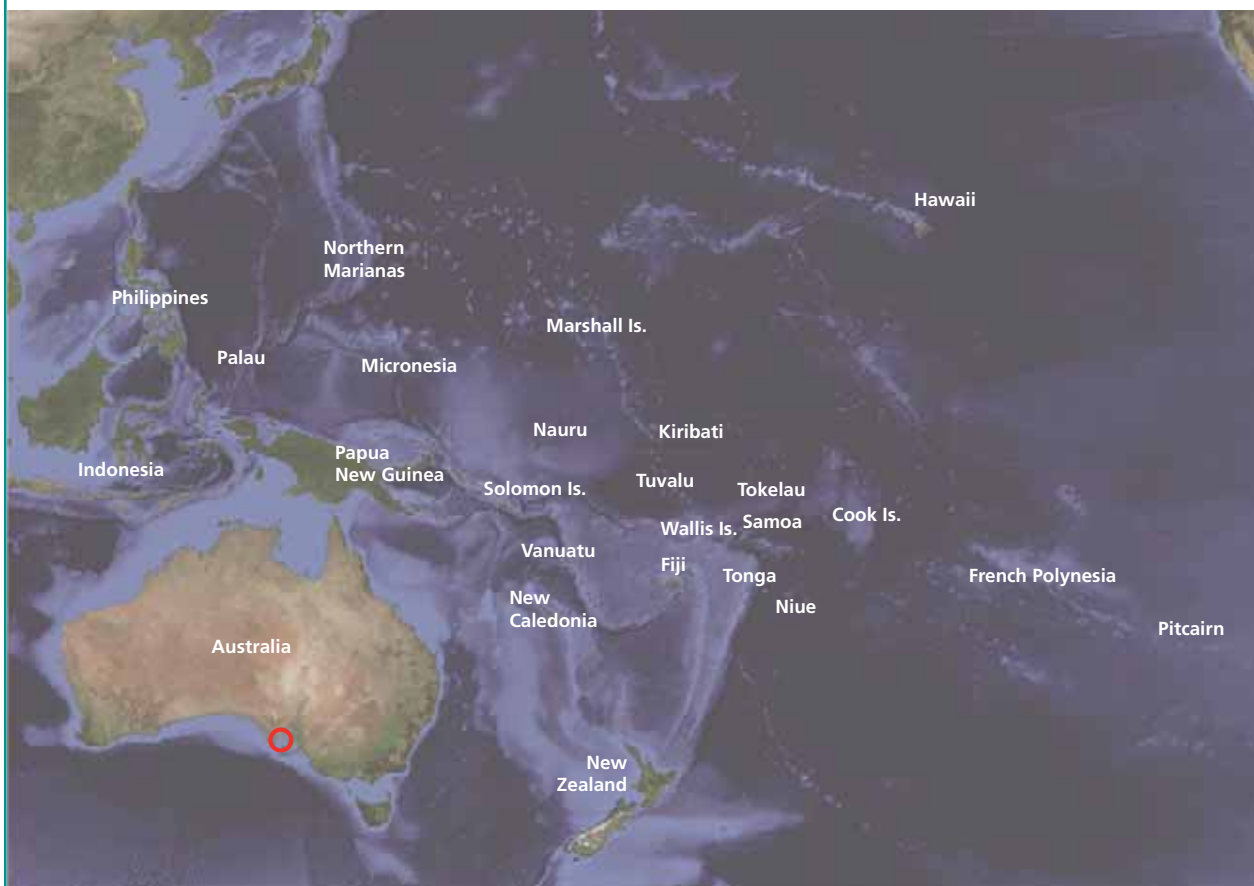 Hawaii
Northern
Marianas
Philippines
Marshall Is.
Palau
Micronesia
Nauru
Kiribati
Papua
New Guinea
Indonesia
Tuvalu
Solomon Is.
Tokelau
Cook Is.
Samoa
Wallis Is.
Vanuatu
Fiji
Tonga
French Polynesia
New
Caledonia
Niue
Pitcairn
Australia
New
Zealand